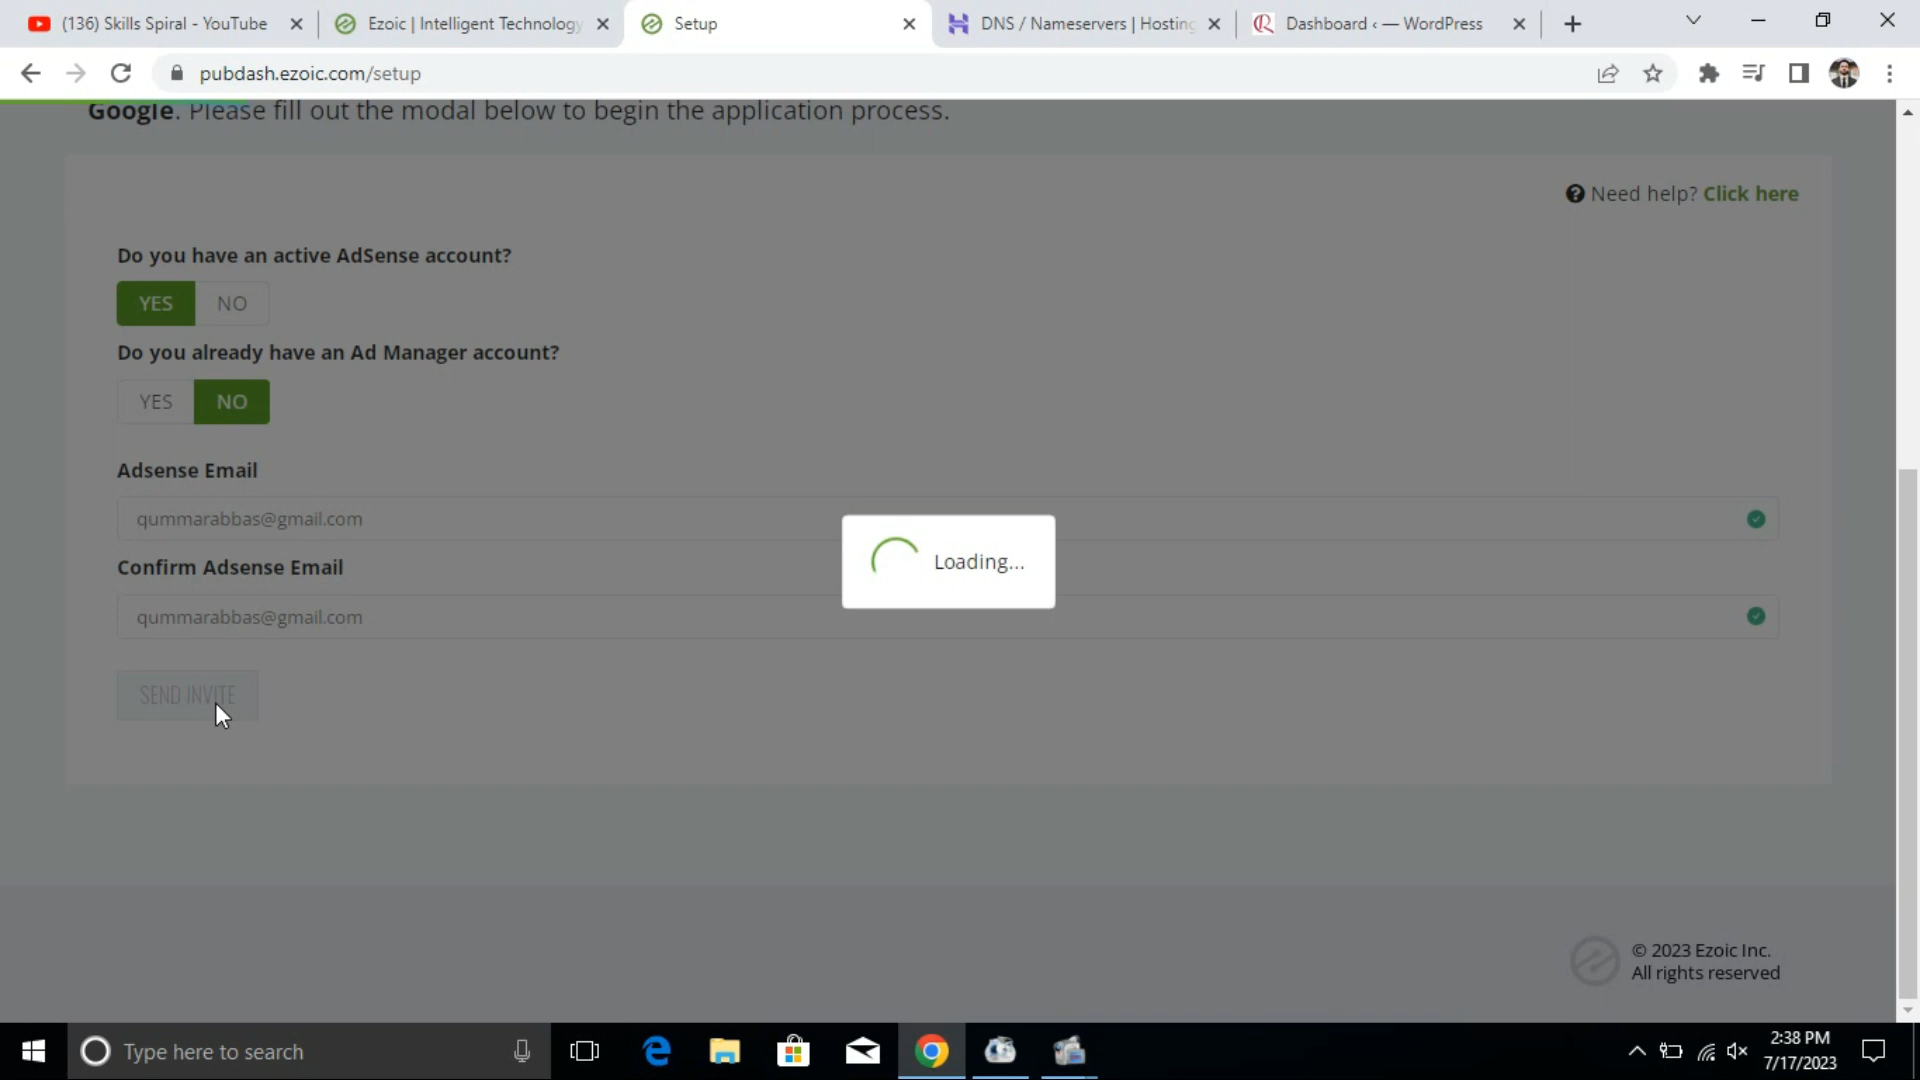 (136) Skills Spiral - YouTube
Ezoic | Intelligent Technology
Setup
DNS / Nameservers | Hosting
Dashboard ‹ — WordPress
pubdash.ezoic.com/setup
Google. Please fill out the modal below to begin the application process.
Need help? Click here
Do you have an active AdSense account?
YES NO
Do you already have an Ad Manager account?
YES NO
Adsense Email
qummarabbas@gmail.com
Loading...
Confirm Adsense Email
qummarabbas@gmail.com
SEND INVITE
© 2023 Ezoic Inc.
All rights reserved
Type here to search
2:38 PM
7/17/2023